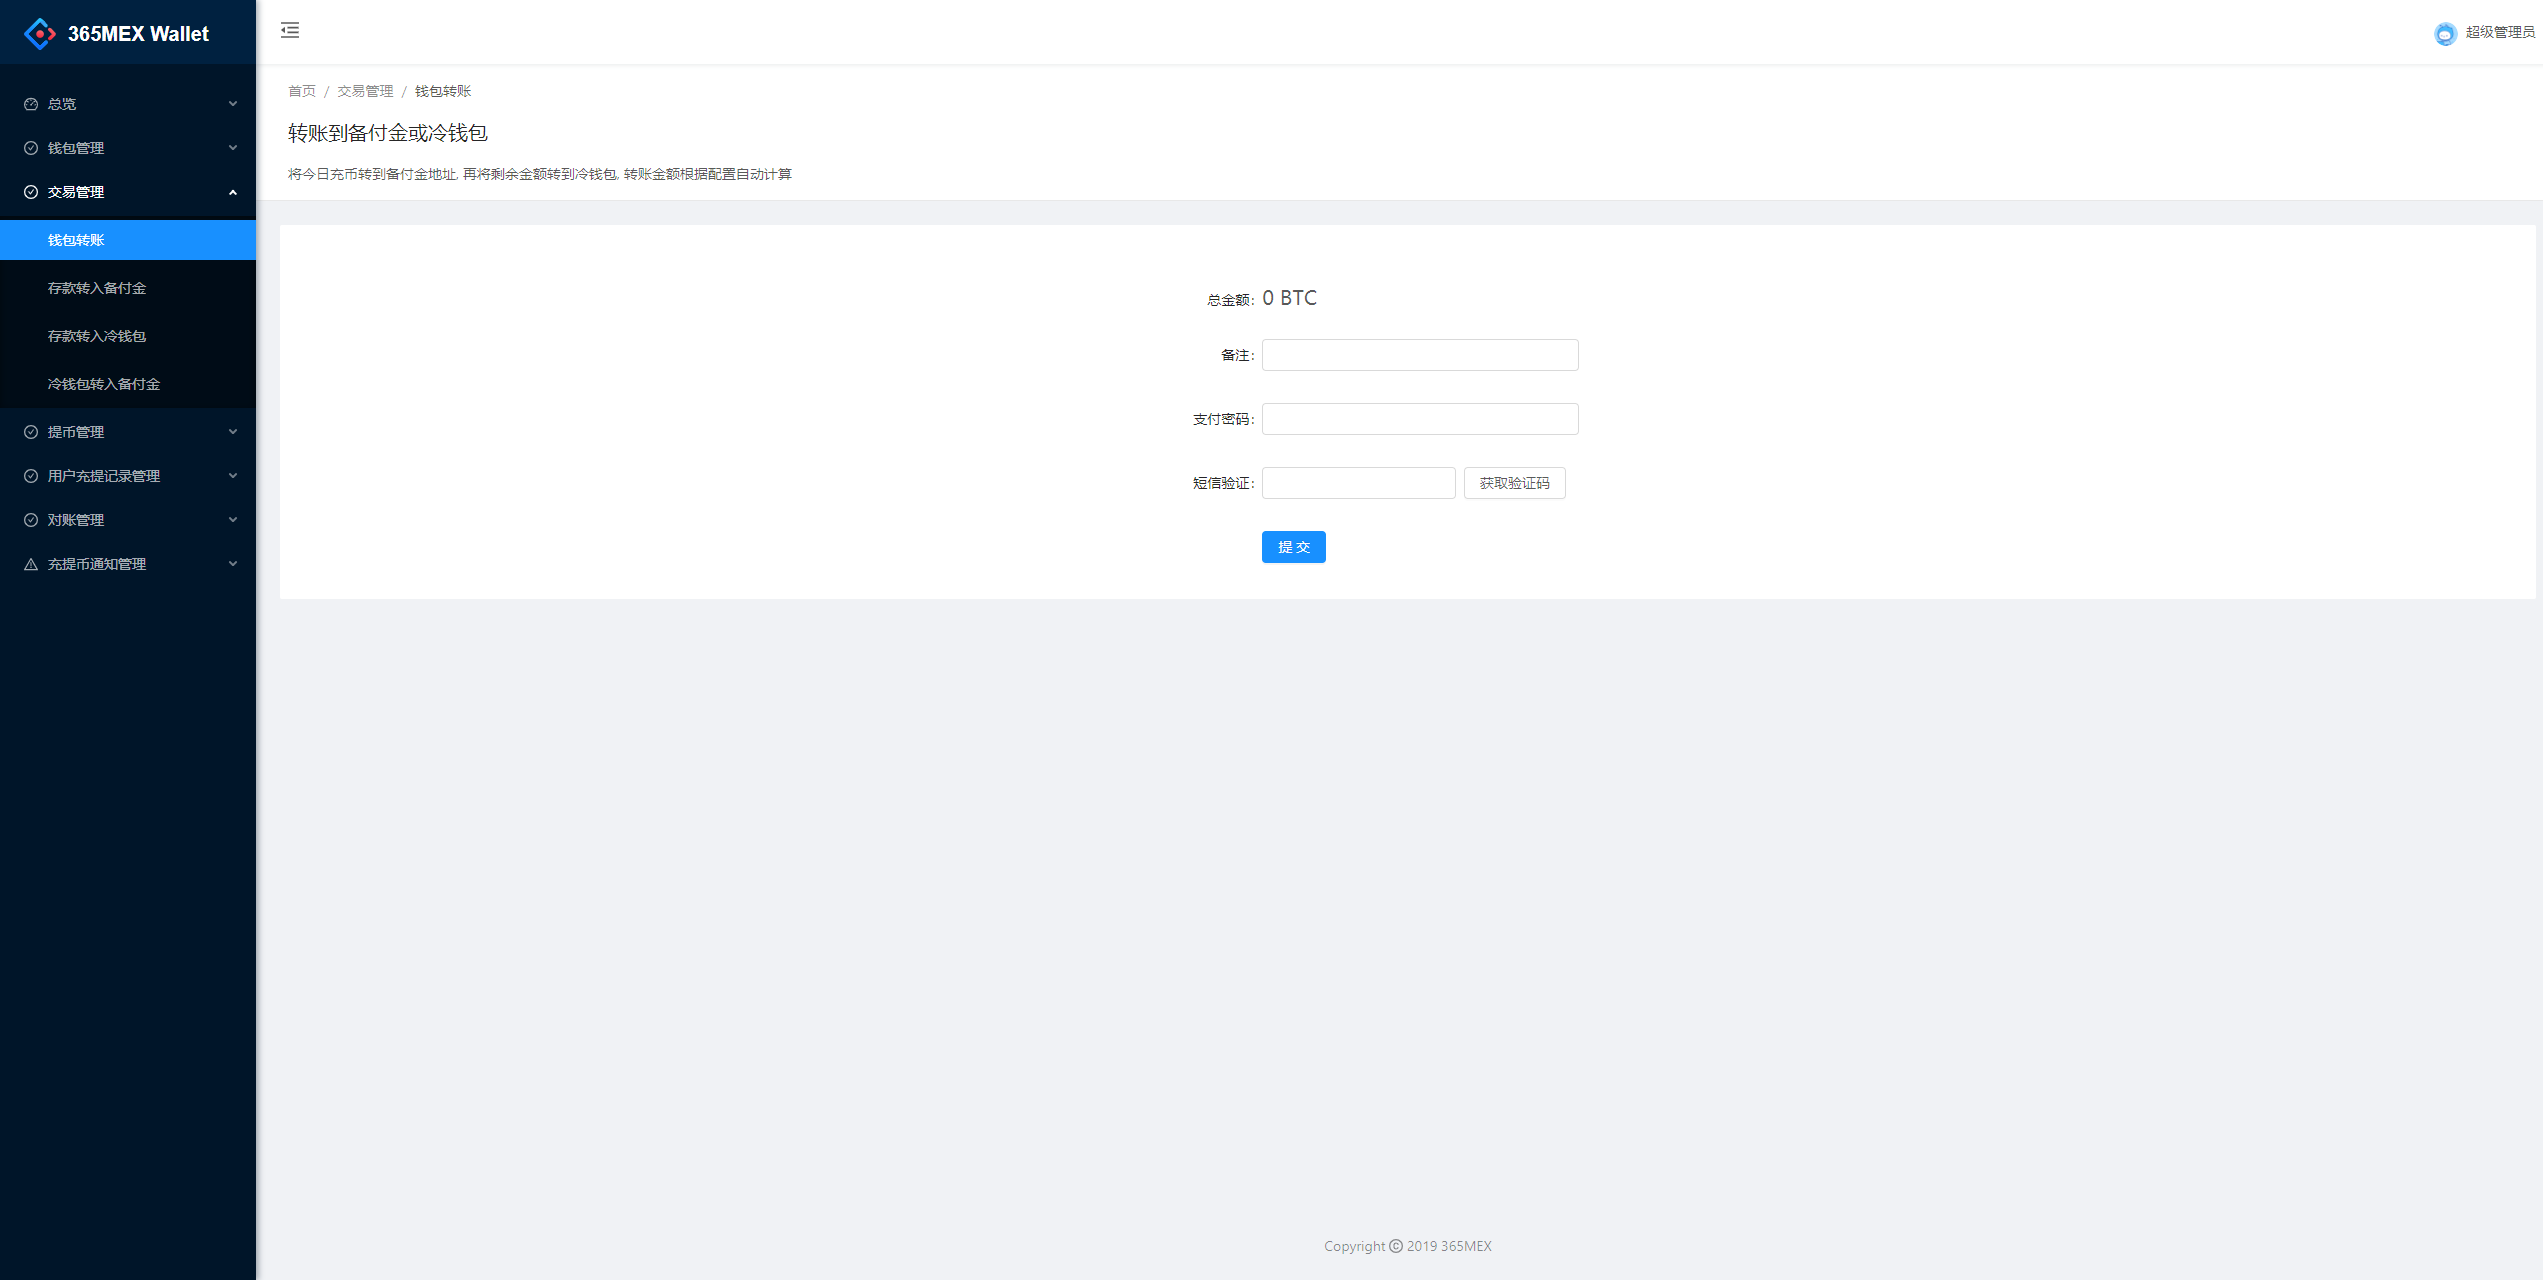 365MEX Wallet
超级管理员
总览
钱包管理
交易管理
钱包转账
存款转入备付金
存款转入冷钱包
冷钱包转入备付金
提币管理
用户充提记录管理
对账管理
充提币通知管理
首页 / 交易管理 / 钱包转账
转账到备付金或冷钱包
将今日充币转到备付金地址, 再将剩余金额转到冷钱包, 转账金额根据配置自动计算
总金额: 0 BTC
备注:
支付密码:
短信验证: 获取验证码
提 交
Copyright © 2019 365MEX